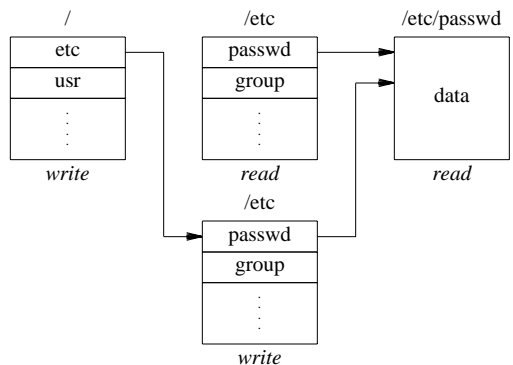 /
etc
usr
write
/etc
passwd
group
read
/etc/passwd
data
read
/etc
passwd
group
write